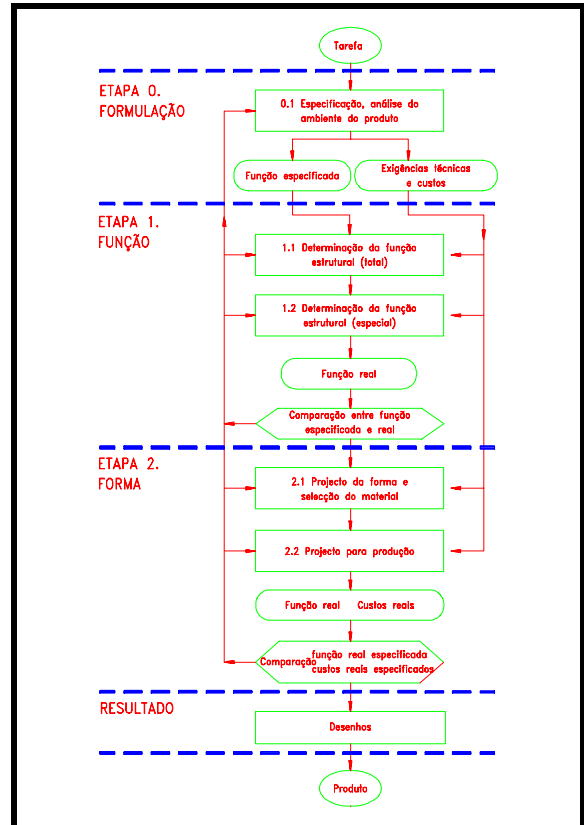 Tarefa
ETAPA 0.
FORMULAÇÃO
0.1 Especificação, análise do
ambiente do produto
Função especificada
Exigências técnicas
e custos
ETAPA 1.
FUNÇÃO
1.1 Determinação da função
estrutural (total)
1.2 Determinação da função
estrutural (especial)
Função real
Comparação entre função
especificada e real
ETAPA 2.
FORMA
2.1 Projecto da forma e
selecção do material
2.2 Projecto para produção
Função real Custos reais
Comparação
função real especificada
custos reais especificados
RESULTADO
Desenhos
Produto